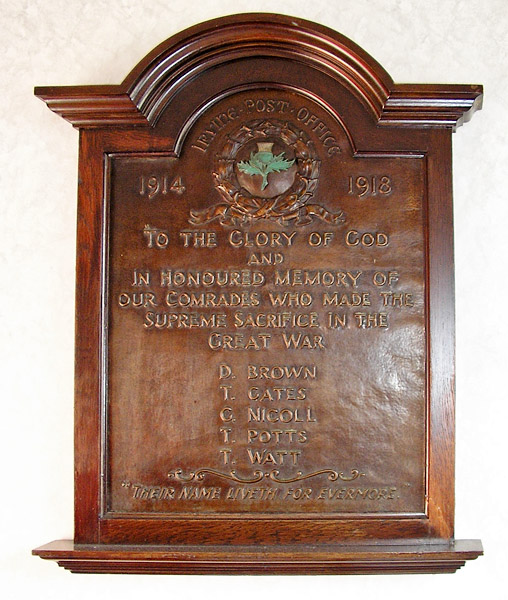 IRVINE · POST · OFFICE
1914 1918
"TO THE GLORY OF GOD
AND
IN HONOURED MEMORY OF
OUR COMRADES WHO MADE THE
SUPREME SACRIFICE IN THE
GREAT WAR
D. BROWN
T. GATES
G. NICOLL
T. POTTS
T. WATT
"THEIR NAME LIVETH FOR EVERMORE."